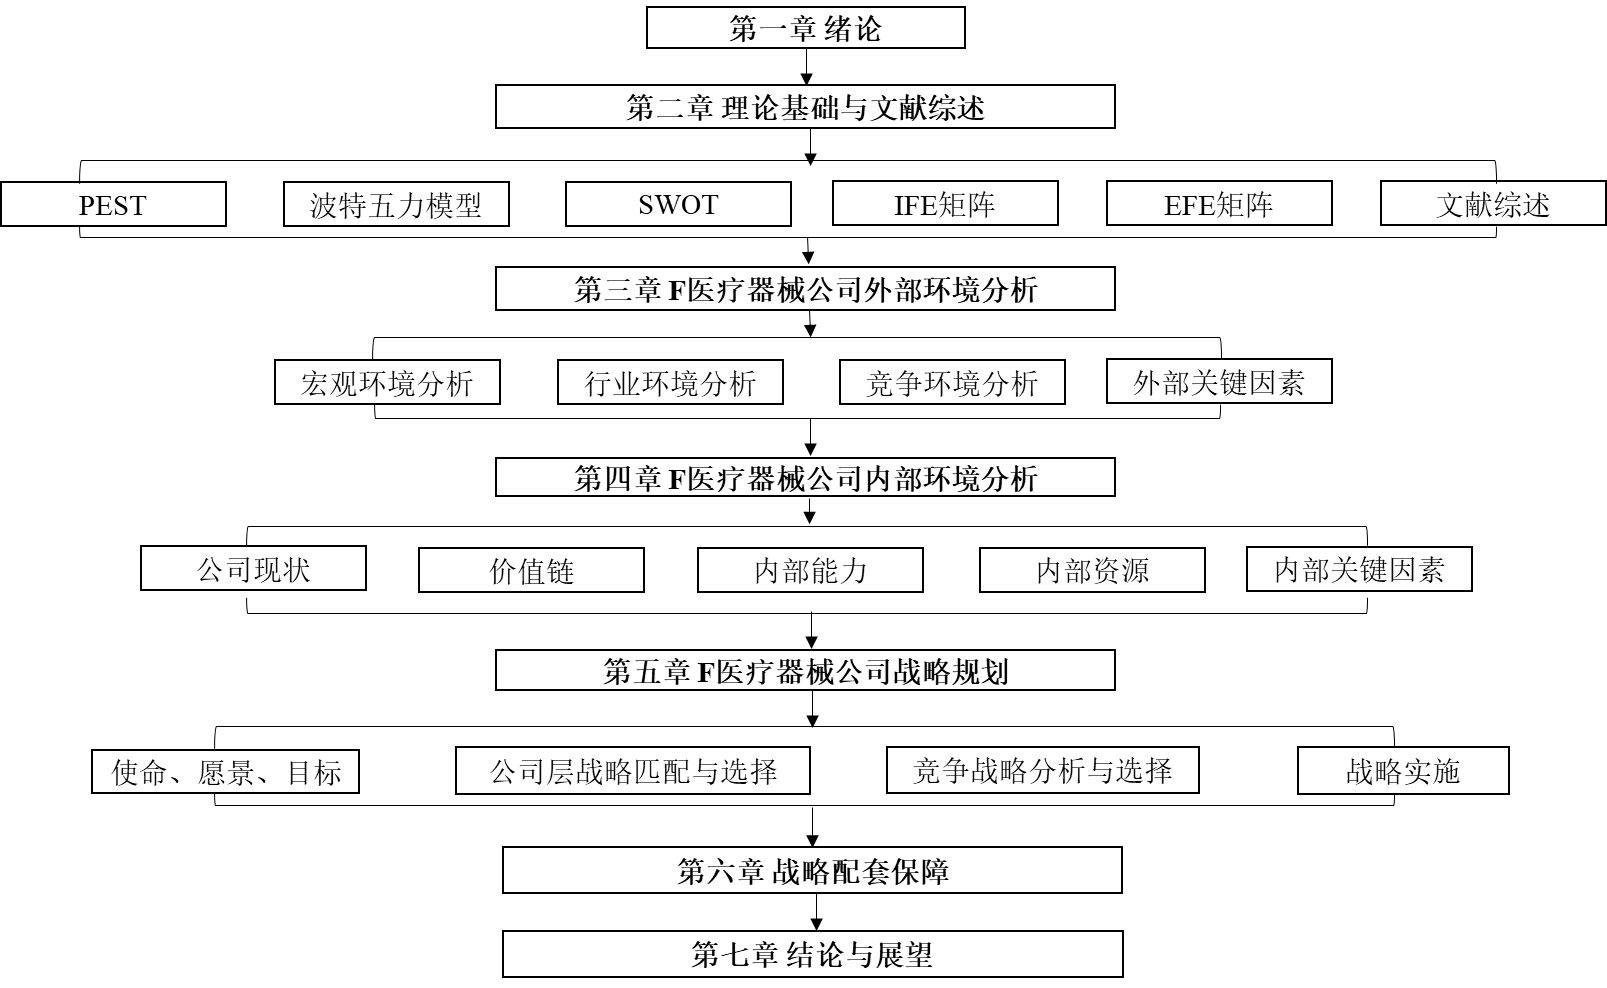 第一章 绪论
第二章 理论基础与文献综述
PEST
波特五力模型
SWOT
IFE矩阵
EFE矩阵
文献综述
第三章 F医疗器械公司外部环境分析
宏观环境分析
行业环境分析
竞争环境分析
外部关键因素
第四章 F医疗器械公司内部环境分析
公司现状
价值链
内部能力
内部资源
内部关键因素
第五章 F医疗器械公司战略规划
使命、愿景、目标
公司层战略匹配与选择
竞争战略分析与选择
战略实施
第六章 战略配套保障
第七章 结论与展望